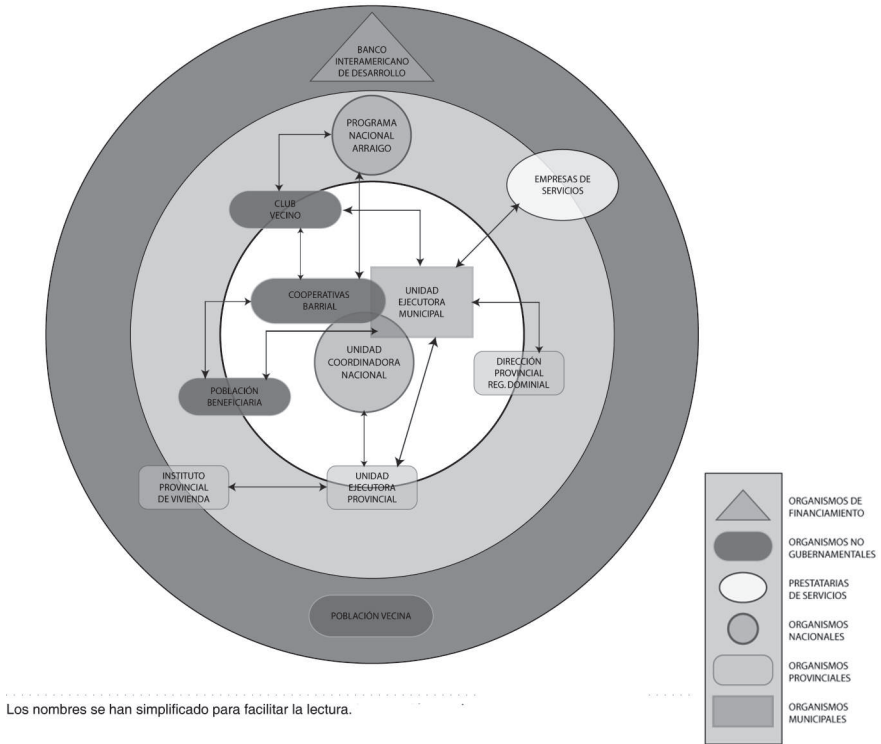 BANCO
INTERAMERICANO
DE DESARROLLO
PROGRAMA
NACIONAL
ARRAIGO
EMPRESAS DE
SERVICIOS
CLUB
VECINO
COOPERATIVAS
BARRIAL
UNIDAD
EJECUTORA
MUNICIPAL
UNIDAD
COORDINADORA
NACIONAL
DIRECCIÓN
PROVINCIAL
REG. DOMINIAL
POBLACIÓN
BENEFICIARIA
INSTITUTO
PROVINCIAL
DE VIVIENDA
UNIDAD
EJECUTORA
PROVINCIAL
POBLACIÓN VECINA
ORGANISMOS DE
FINANCIAMIENTO
ORGANISMOS NO
GUBERNAMENTALES
PRESTATARIAS
DE SERVICIOS
ORGANISMOS
NACIONALES
ORGANISMOS
PROVINCIALES
ORGANISMOS
MUNICIPALES
Los nombres se han simplificado para facilitar la lectura.